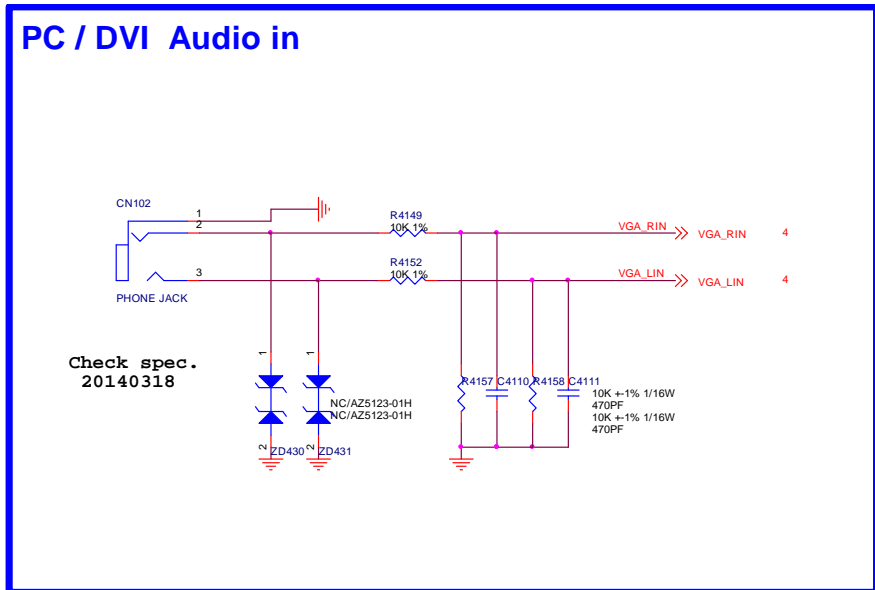 PC / DVI  Audio in
CN102
1
2
3
PHONE JACK
R4149
10K 1%
R4152
10K 1%
VGA_RIN
VGA_RIN
4
VGA_LIN
VGA_LIN
4
Check spec.
20140318
1
1
NC/AZ5123-01H
NC/AZ5123-01H
2
ZD430
2
ZD431
R4157 C4110 R4158 C4111
10K +-1% 1/16W
470PF
10K +-1% 1/16W
470PF